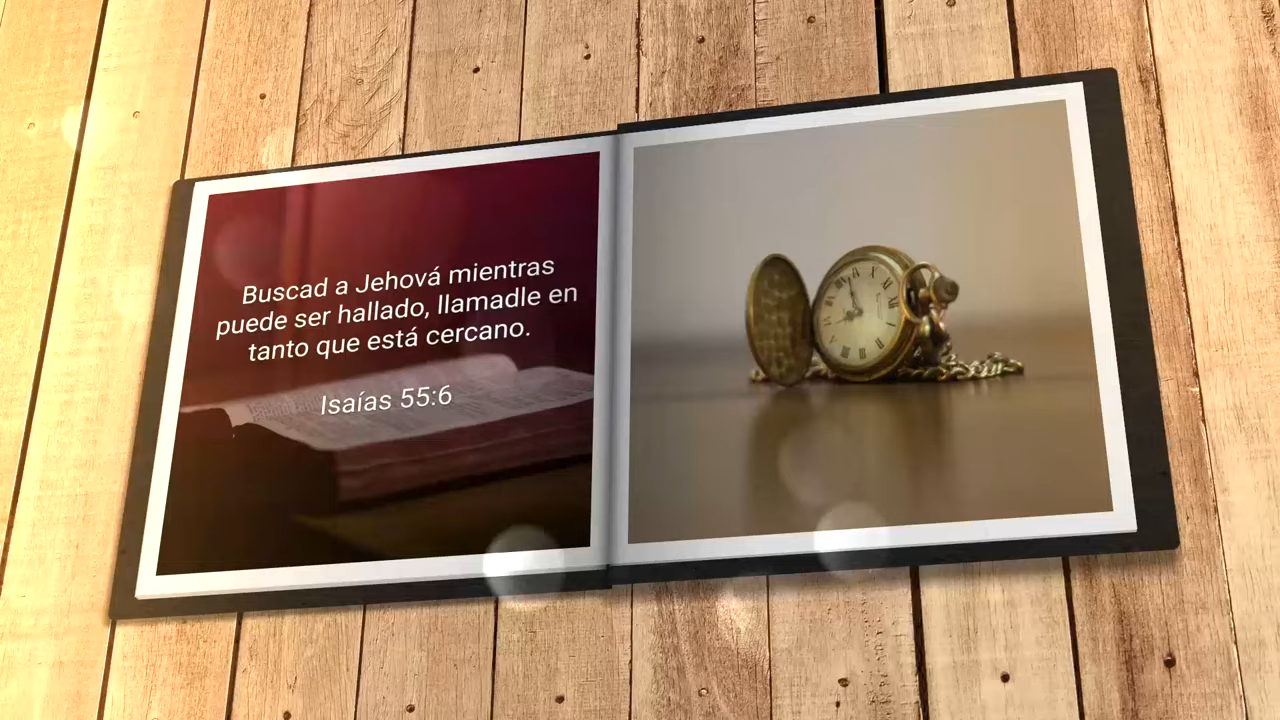 Buscad a Jehová mientras
puede ser hallado, llamadle en
tanto que está cercano.
Isaías 55:6